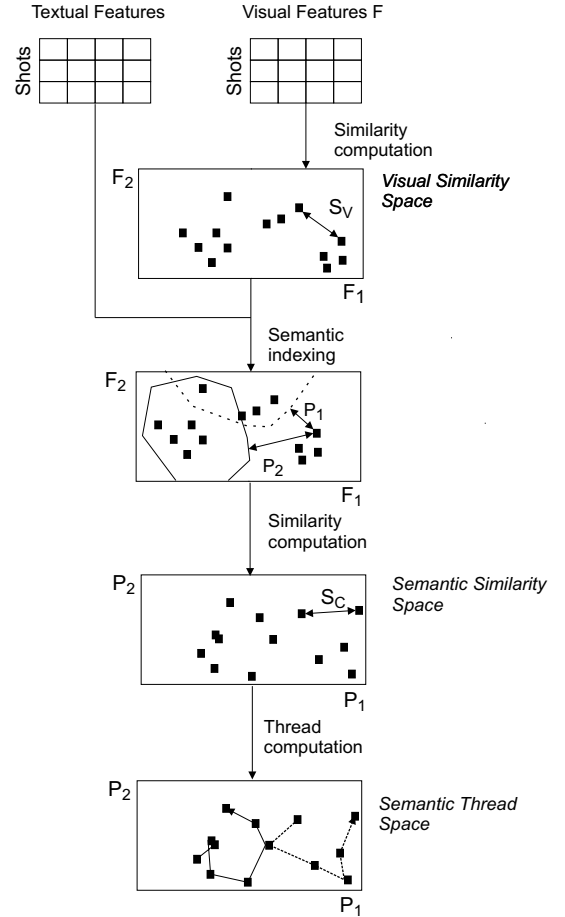 Textual Features
Visual Features F
Shots
Shots
Similarity
computation
F2
Visual Similarity
Space
SV
F1
Semantic
indexing
F2
P1
P2
F1
Similarity
computation
P2
Semantic Similarity
Space
SC
P1
Thread
computation
P2
Semantic Thread
Space
P1